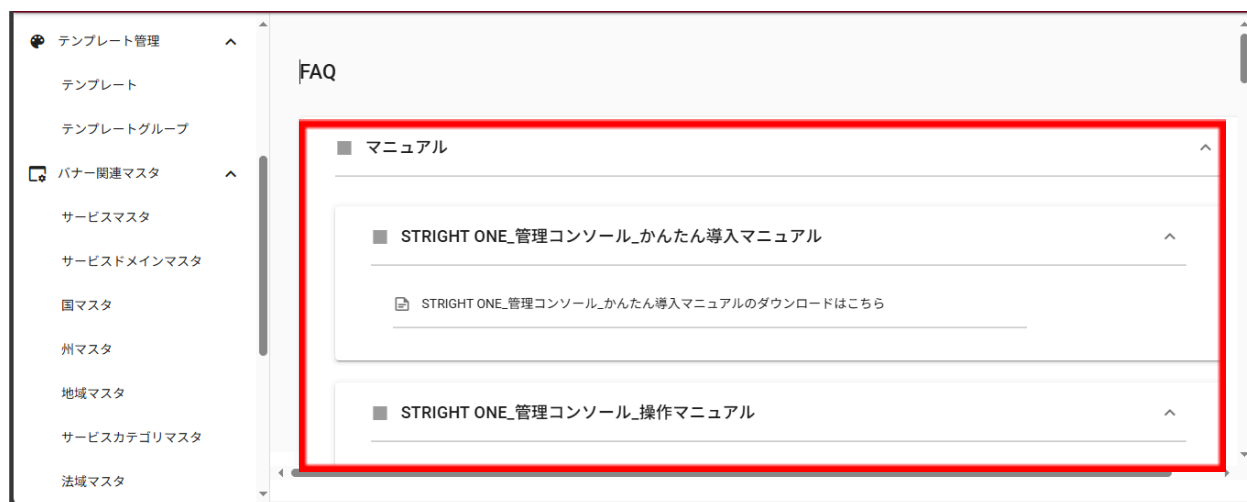 テンプレート管理
テンプレート
テンプレートグループ
バナー関連マスタ
サービスマスタ
サービスドメインマスタ
国マスタ
州マスタ
地域マスタ
サービスカテゴリマスタ
法域マスタ
FAQ
マニュアル
STRIGHT ONE_管理コンソール_かんたん導入マニュアル
STRIGHT ONE_管理コンソール_かんたん導入マニュアルのダウンロードはこちら
STRIGHT ONE_管理コンソール_操作マニュアル